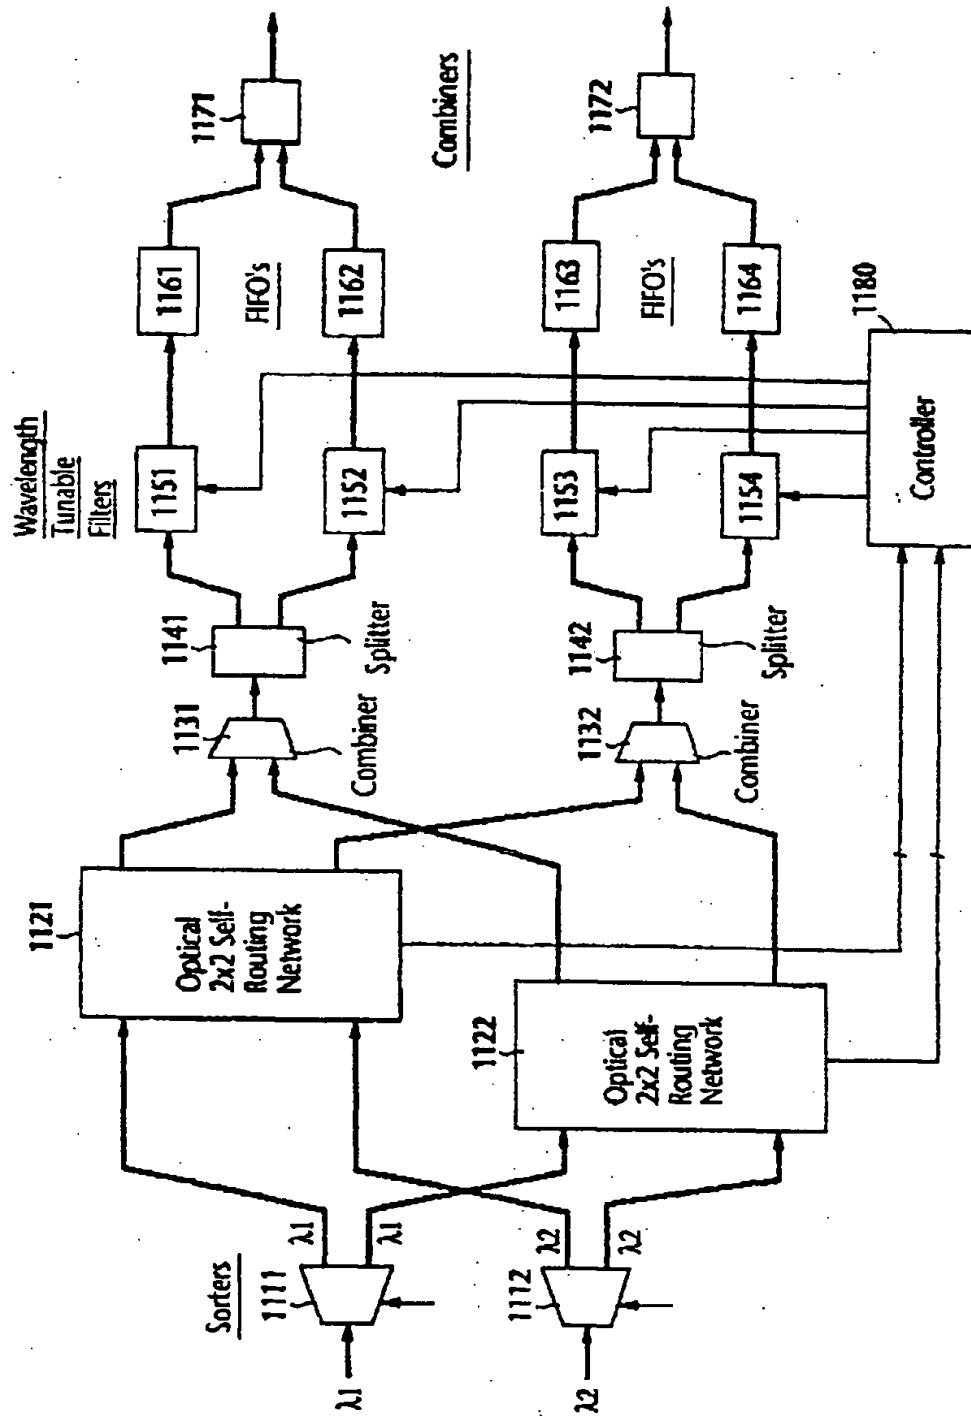 Sorters
λ1
1111
λ1
λ1
λ2
1112
λ2
λ2
1121
Optical
2x2 Self-
Routing
Network
1122
Optical
2x2 Self-
Routing
Network
1131
Combiner
1132
Combiner
1141
Splitter
1142
Splitter
Wavelength
Tunable
Filters
1151
1152
1153
1154
Controller
1180
1161
FIFO's
1162
1163
FIFO's
1164
1171
Combiners
1172